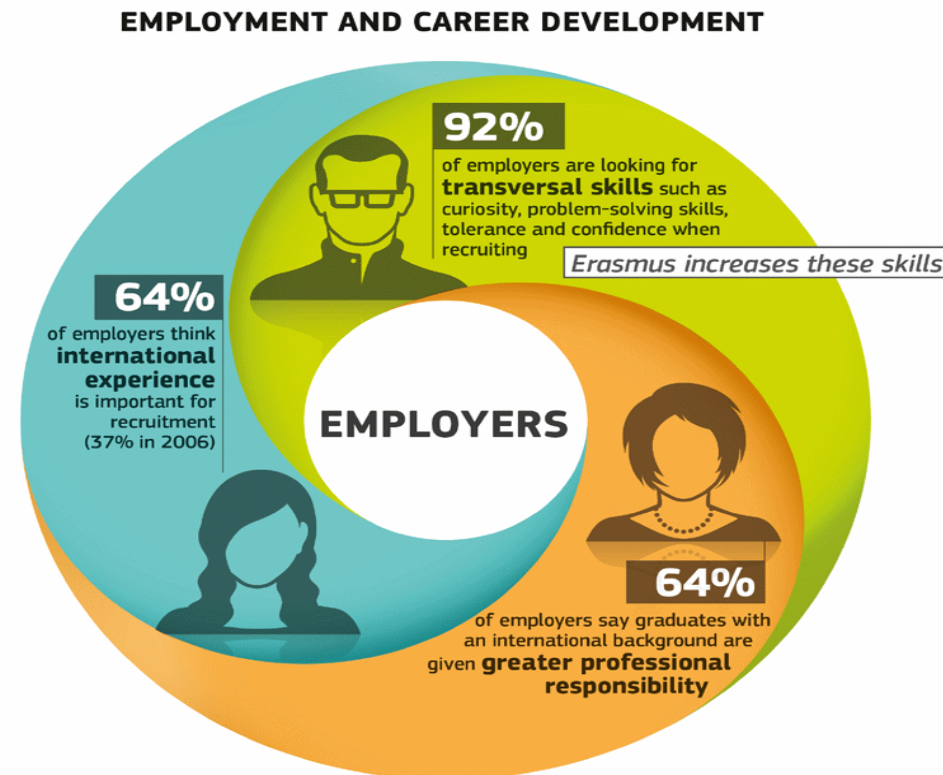 EMPLOYMENT AND CAREER DEVELOPMENT
92%
of employers are looking for
transversal skills such as
curiosity, problem-solving skills,
tolerance and confidence when
recruiting
Erasmus increases these skills
64%
of employers think
international
experience
is important for
recruitment
(37% in 2006)
EMPLOYERS
64%
of employers say graduates with
an international background are
given greater professional
responsibility